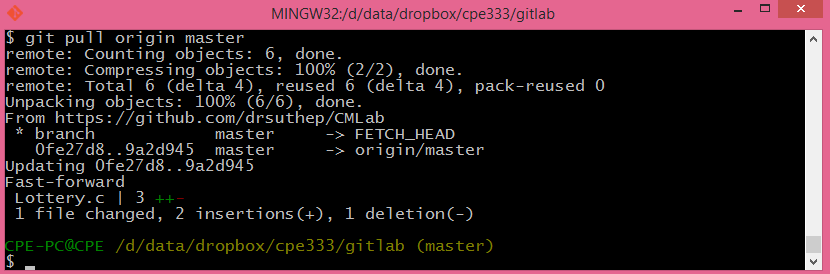 MINGW32:/d/data/dropbox/cpe333/gitlab
$ git pull origin master
remote: Counting objects: 6, done.
remote: Compressing objects: 100% (2/2), done.
remote: Total 6 (delta 4), reused 6 (delta 4), pack-reused 0
Unpacking objects: 100% (6/6), done.
From https://github.com/drsuthep/CMLab
 * branch            master     -> FETCH_HEAD
   0fe27d8..9a2d945  master     -> origin/master
Updating 0fe27d8..9a2d945
Fast-forward
 Lottery.c | 3 ++-
 1 file changed, 2 insertions(+), 1 deletion(-)
CPE-PC@CPE /d/data/dropbox/cpe333/gitlab (master)
$